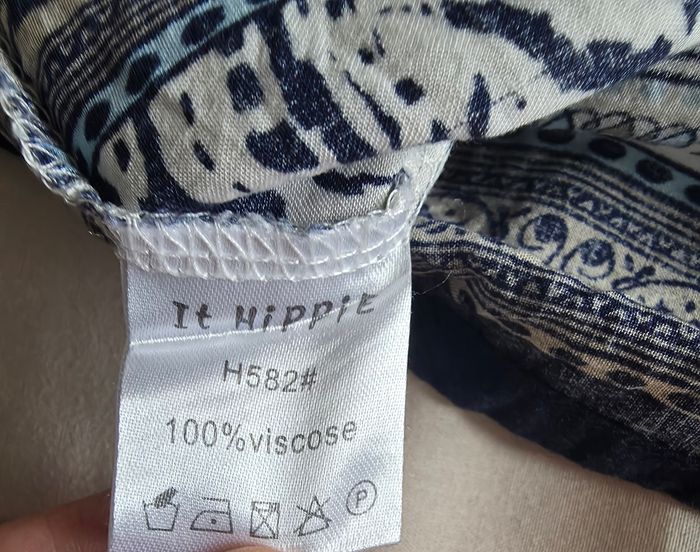 It HiPPiE
H582#
100%viscose
P